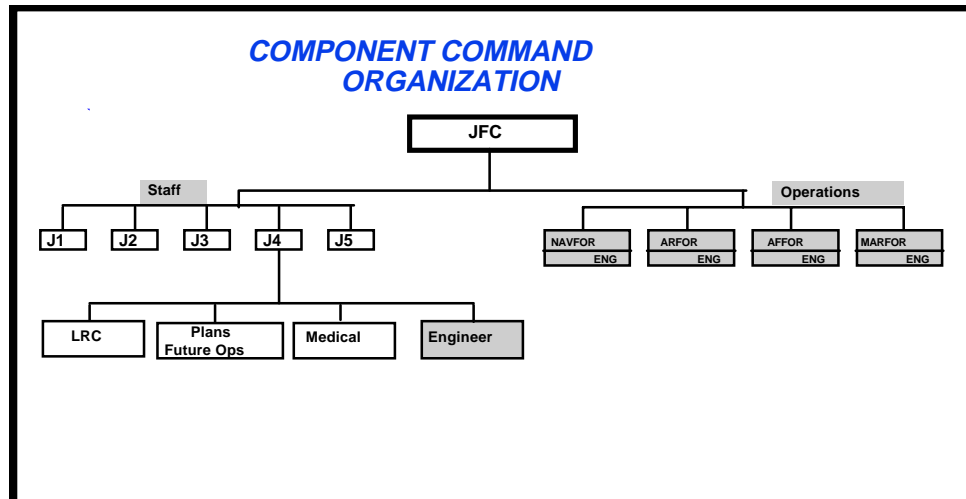 COMPONENT COMMAND
ORGANIZATION
JFC
Staff
Operations
J1
J2
J3
J4
J5
NAVFOR
ENG
ARFOR
ENG
AFFOR
ENG
MARFOR
ENG
LRC
Plans
Future Ops
Medical
Engineer